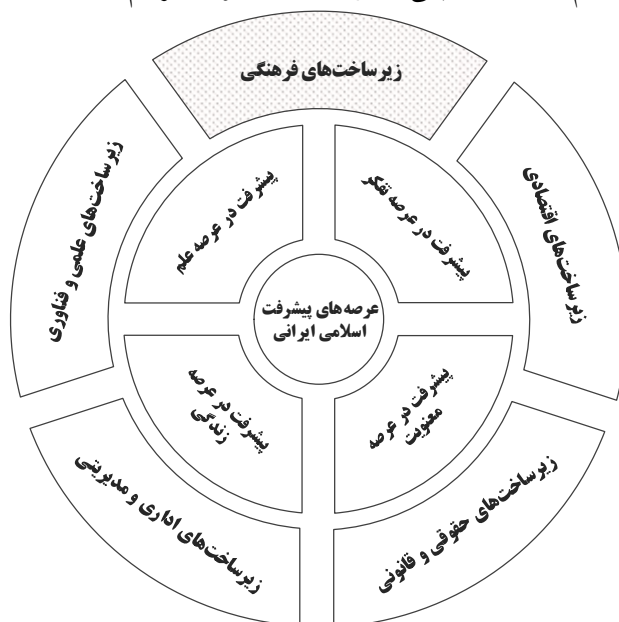 زیرساخت‌های فرهنگی
زیرساخت‌های اقتصادی
زیرساخت‌های علمی و فناوری
پیشرفت در عرصه تفکر
پیشرفت در عرصه علم
عرصه‌های پیشرفت
اسلامی ایرانی
پیشرفت در عرصه
معنویت
پیشرفت در عرصه
زندگی
زیرساخت‌های حقوقی و قانونی
زیرساخت‌های اداری و مدیریتی